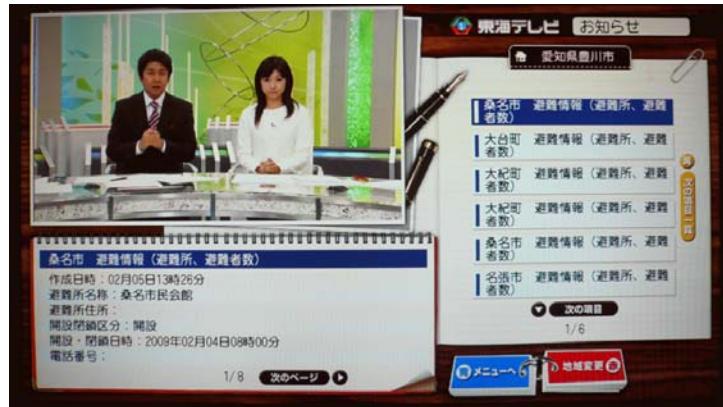 東海テレビ お知らせ
愛知県豊川市
桑名市 避難情報（避難所、避難
者数）
大台町 避難情報（避難所、避難
者数）
大紀町 避難情報（避難所、避難
者数）
大紀町 避難情報（避難所、避難
者数）
桑名市 避難情報（避難所、避難
者数）
名張市 避難情報（避難所、避難
者数）
次の項目
1/6
黄 次の項目一覧
桑名市 避難情報（避難所、避難者数）
作成日時：02月05日13時26分
避難所名称：桑名市民会館
避難所住所：
開設閉鎖区分：開設
開設・閉鎖日時：2009年02月04日08時00分
電話番号：
1/8 次のページ
青 メニューへ
地域変更 赤